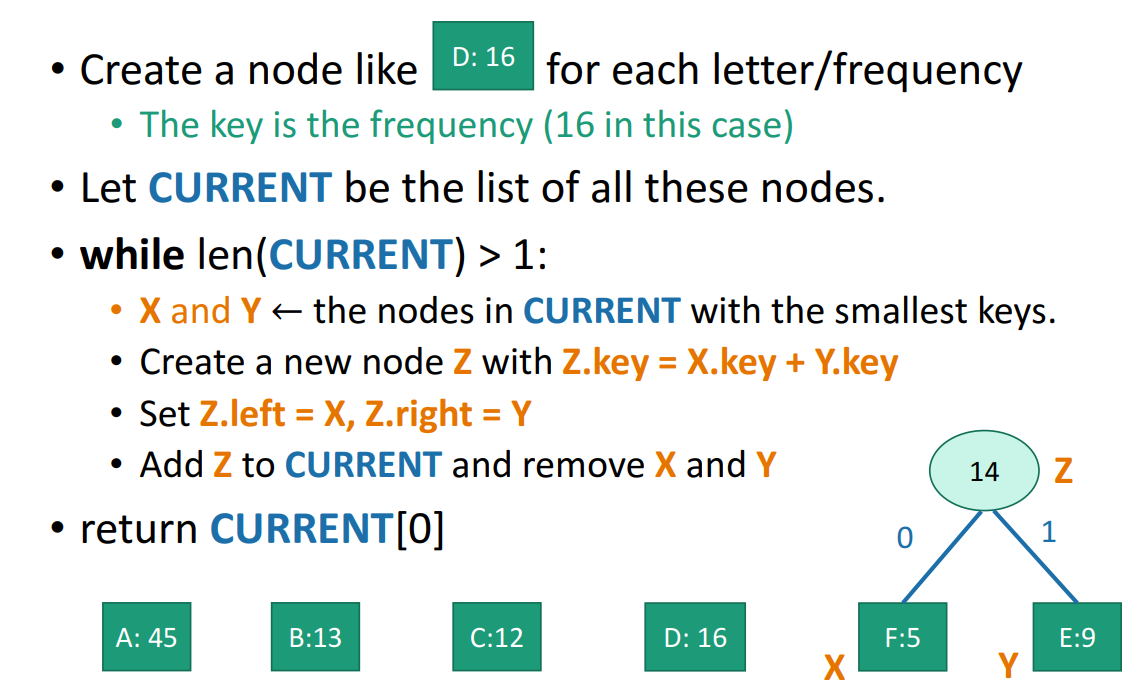 • Create a node like D: 16 for each letter/frequency
• The key is the frequency (16 in this case)
• Let CURRENT be the list of all these nodes.
• while len(CURRENT) > 1:
• X and Y ← the nodes in CURRENT with the smallest keys.
• Create a new node Z with Z.key = X.key + Y.key
• Set Z.left = X, Z.right = Y
• Add Z to CURRENT and remove X and Y
14 Z
• return CURRENT[0]
0 1
A: 45 B:13 C:12 D: 16 F:5 E:9
X Y